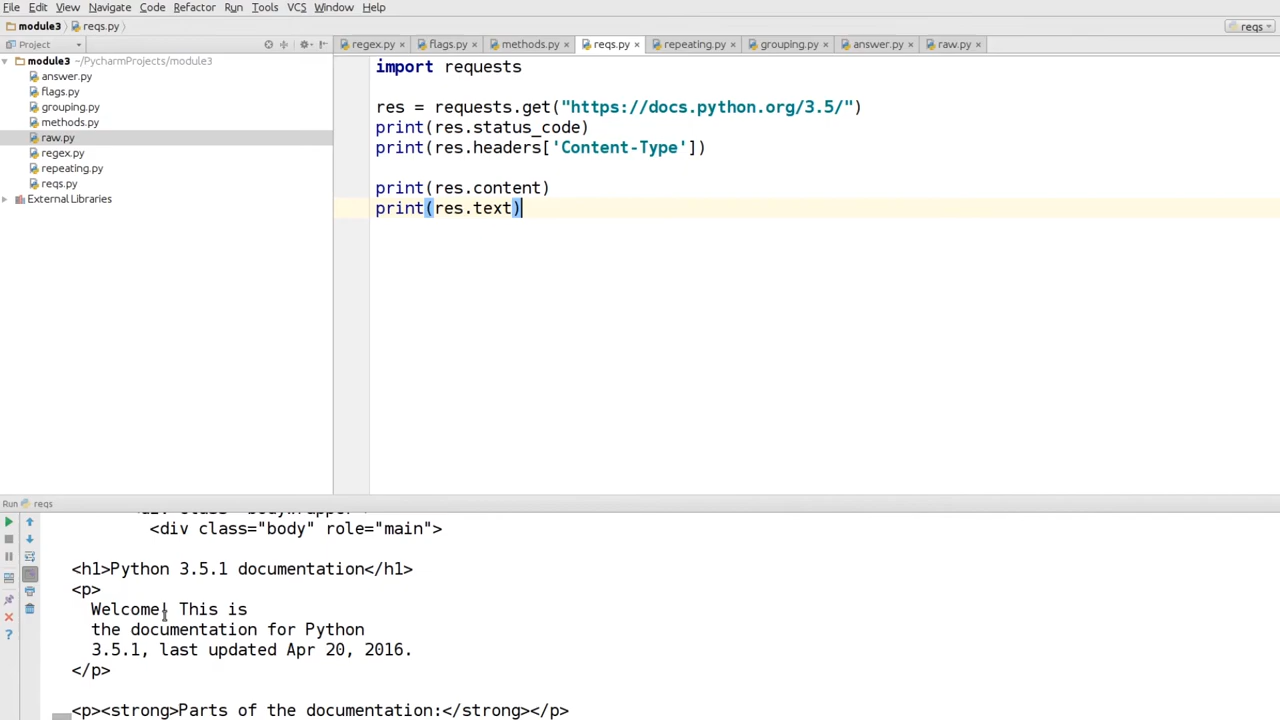 File Edit View Navigate Code Refactor Run Tools VCS Window Help
module3 reqs.py reqs
Project regex.py flags.py methods.py reqs.py repeating.py grouping.py answer.py raw.py
module3 ~/PycharmProjects/module3
answer.py
flags.py
grouping.py
methods.py
raw.py
regex.py
repeating.py
reqs.py
External Libraries
import requests
res = requests.get("https://docs.python.org/3.5/")
print(res.status_code)
print(res.headers['Content-Type'])
print(res.content)
print(res.text)
Run reqs
<div class="body" role="main">
<h1>Python 3.5.1 documentation</h1>
<p>
Welcome! This is
the documentation for Python
3.5.1, last updated Apr 20, 2016.
</p>
<p><strong>Parts of the documentation:</strong></p>